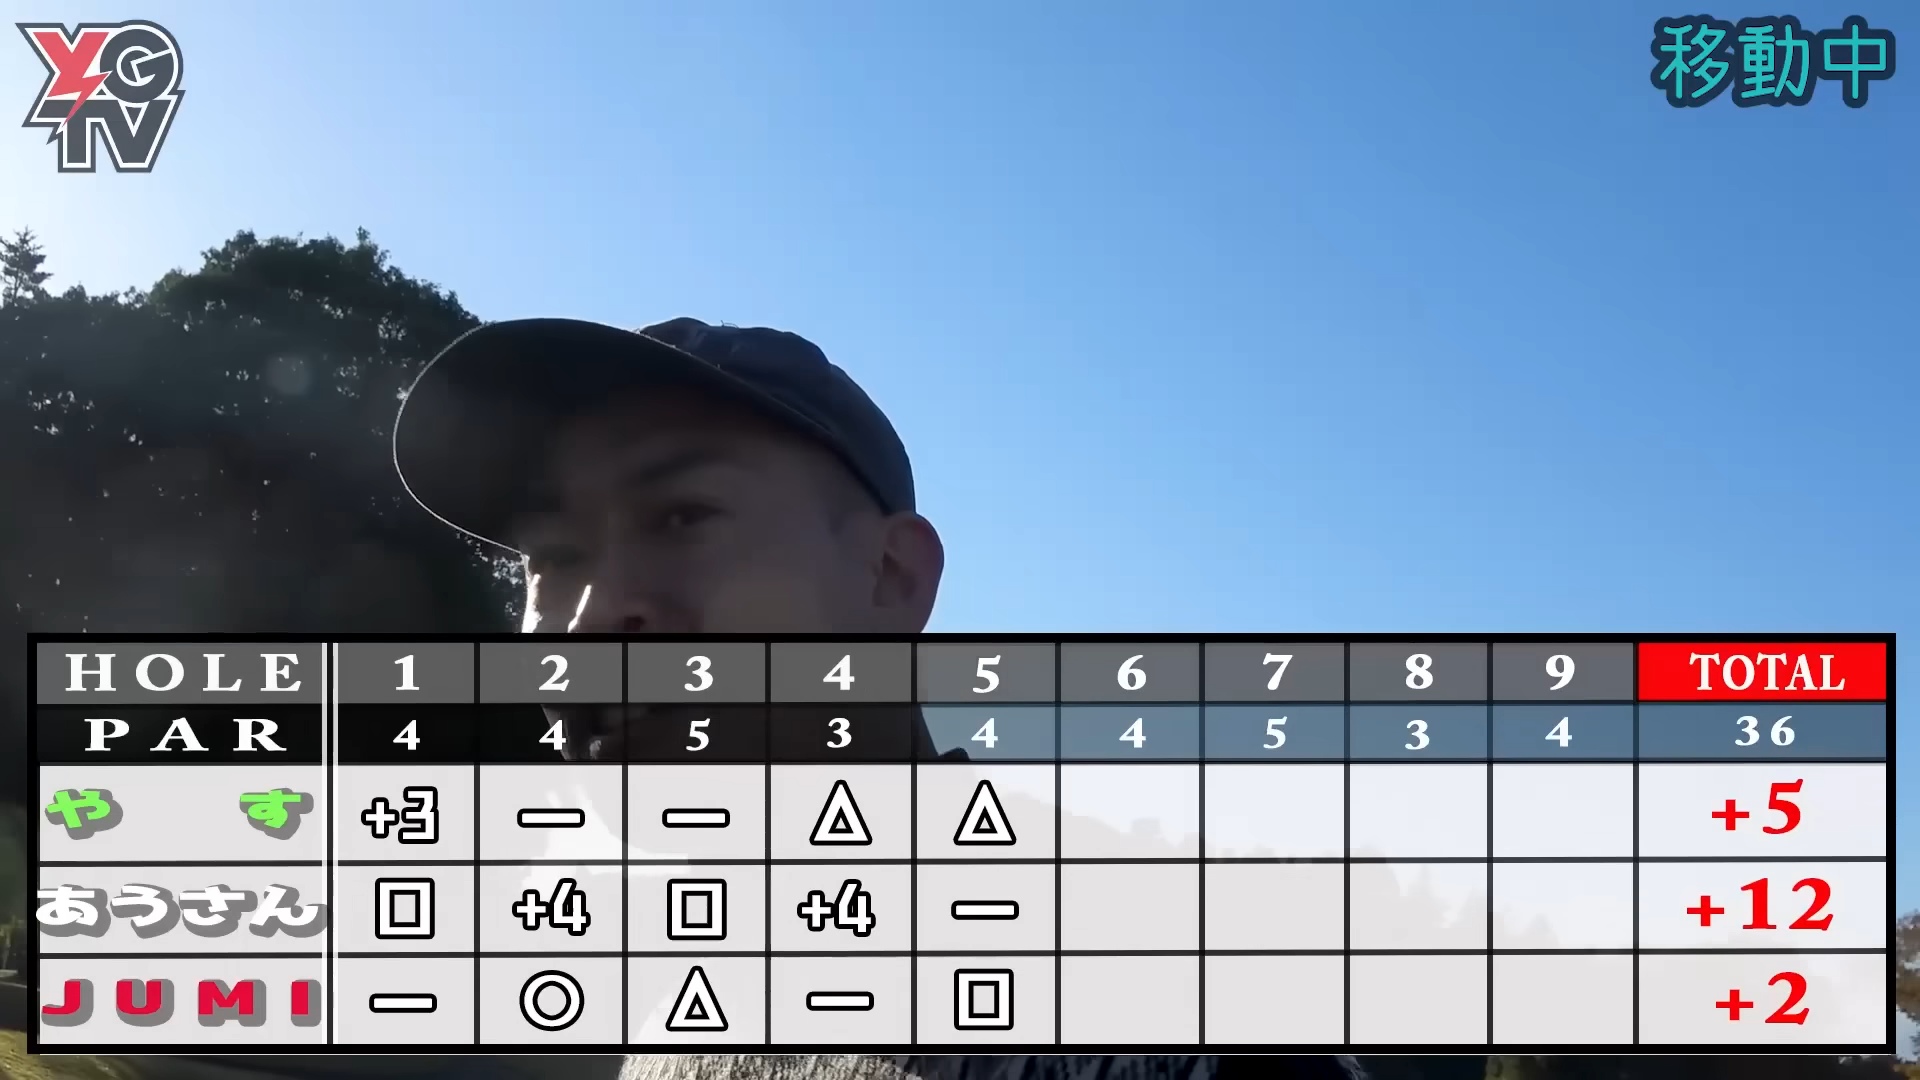 YGTV
移動中
HOLE 1 2 3 4 5 6 7 8 9 TOTAL
PAR 4 4 5 3 4 4 5 3 4 36
やす +3 — — △ △ +5
あうさん □ +4 □ +4 — +12
JUMI — ◎ △ — □ +2